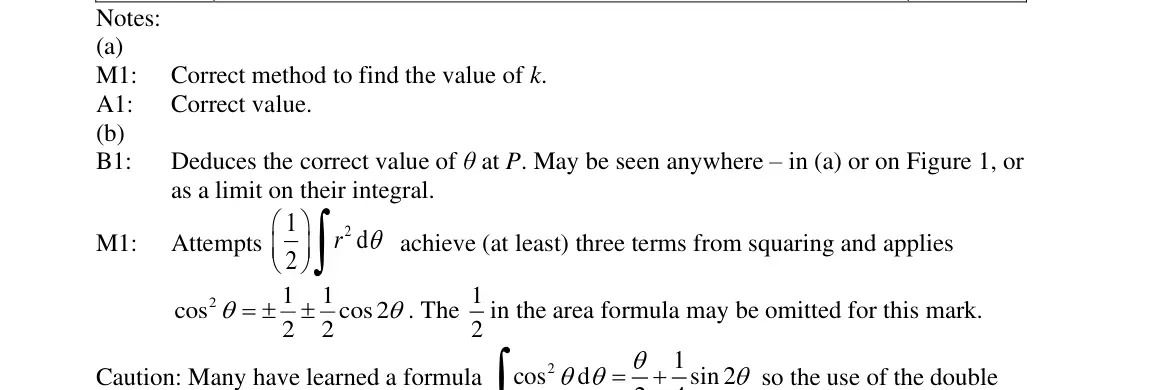 Notes:
(a)
M1: Correct method to find the value of k.
A1: Correct value.
(b)
B1: Deduces the correct value of θ at P. May be seen anywhere – in (a) or on Figure 1, or
as a limit on their integral.
M1: Attempts (1/2)∫r² dθ achieve (at least) three terms from squaring and applies
cos² θ = ±1/2 ± 1/2 cos 2θ. The 1/2 in the area formula may be omitted for this mark.
Caution: Many have learned a formula ∫cos² θ dθ = θ/2 + 1/4 sin 2θ so the use of the double